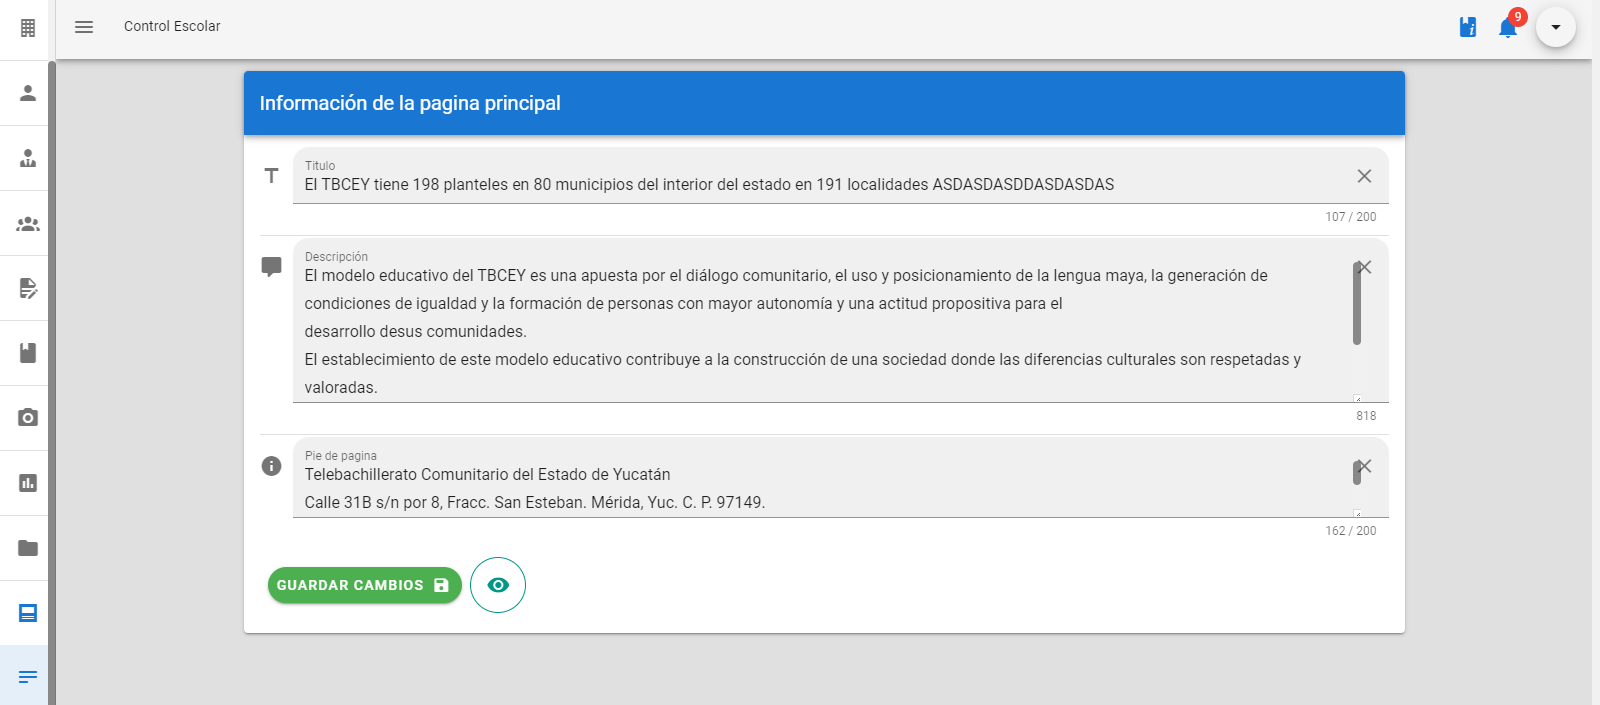 Control Escolar
9
Información de la pagina principal
Título
El TBCEY tiene 198 planteles en 80 municipios del interior del estado en 191 localidades ASDASDASDDASDASDAS
107 / 200
Descripción
El modelo educativo del TBCEY es una apuesta por el diálogo comunitario, el uso y posicionamiento de la lengua maya, la generación de
condiciones de igualdad y la formación de personas con mayor autonomía y una actitud propositiva para el
desarrollo desus comunidades.
El establecimiento de este modelo educativo contribuye a la construcción de una sociedad donde las diferencias culturales son respetadas y
valoradas.
818
Pie de pagina
Telebachillerato Comunitario del Estado de Yucatán
Calle 31B s/n por 8, Fracc. San Esteban. Mérida, Yuc. C. P. 97149.
162 / 200
GUARDAR CAMBIOS